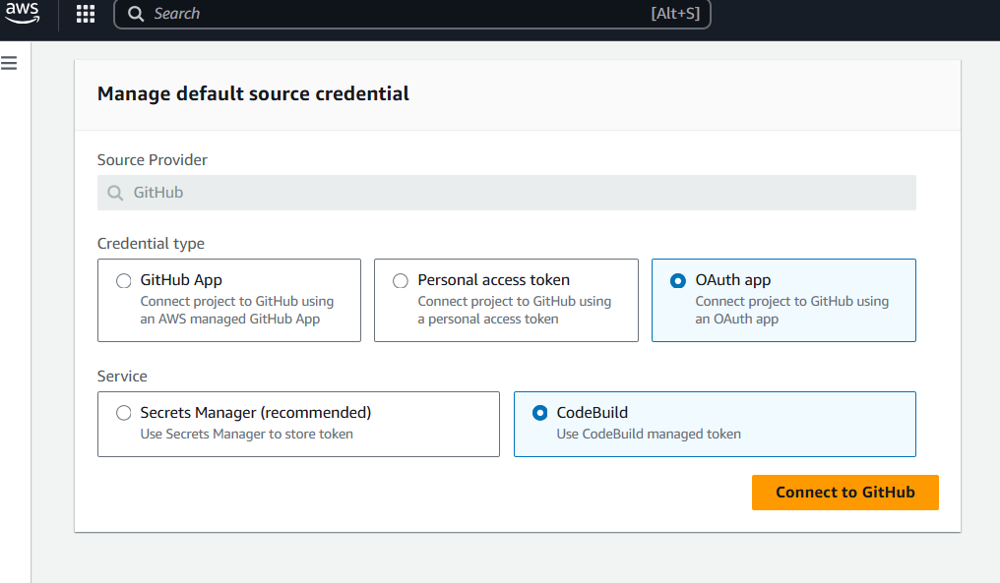 aws
Search [Alt+S]
Manage default source credential
Source Provider
GitHub
Credential type
GitHub App
Connect project to GitHub using
an AWS managed GitHub App
Personal access token
Connect project to GitHub using
a personal access token
OAuth app
Connect project to GitHub using
an OAuth app
Service
Secrets Manager (recommended)
Use Secrets Manager to store token
CodeBuild
Use CodeBuild managed token
Connect to GitHub